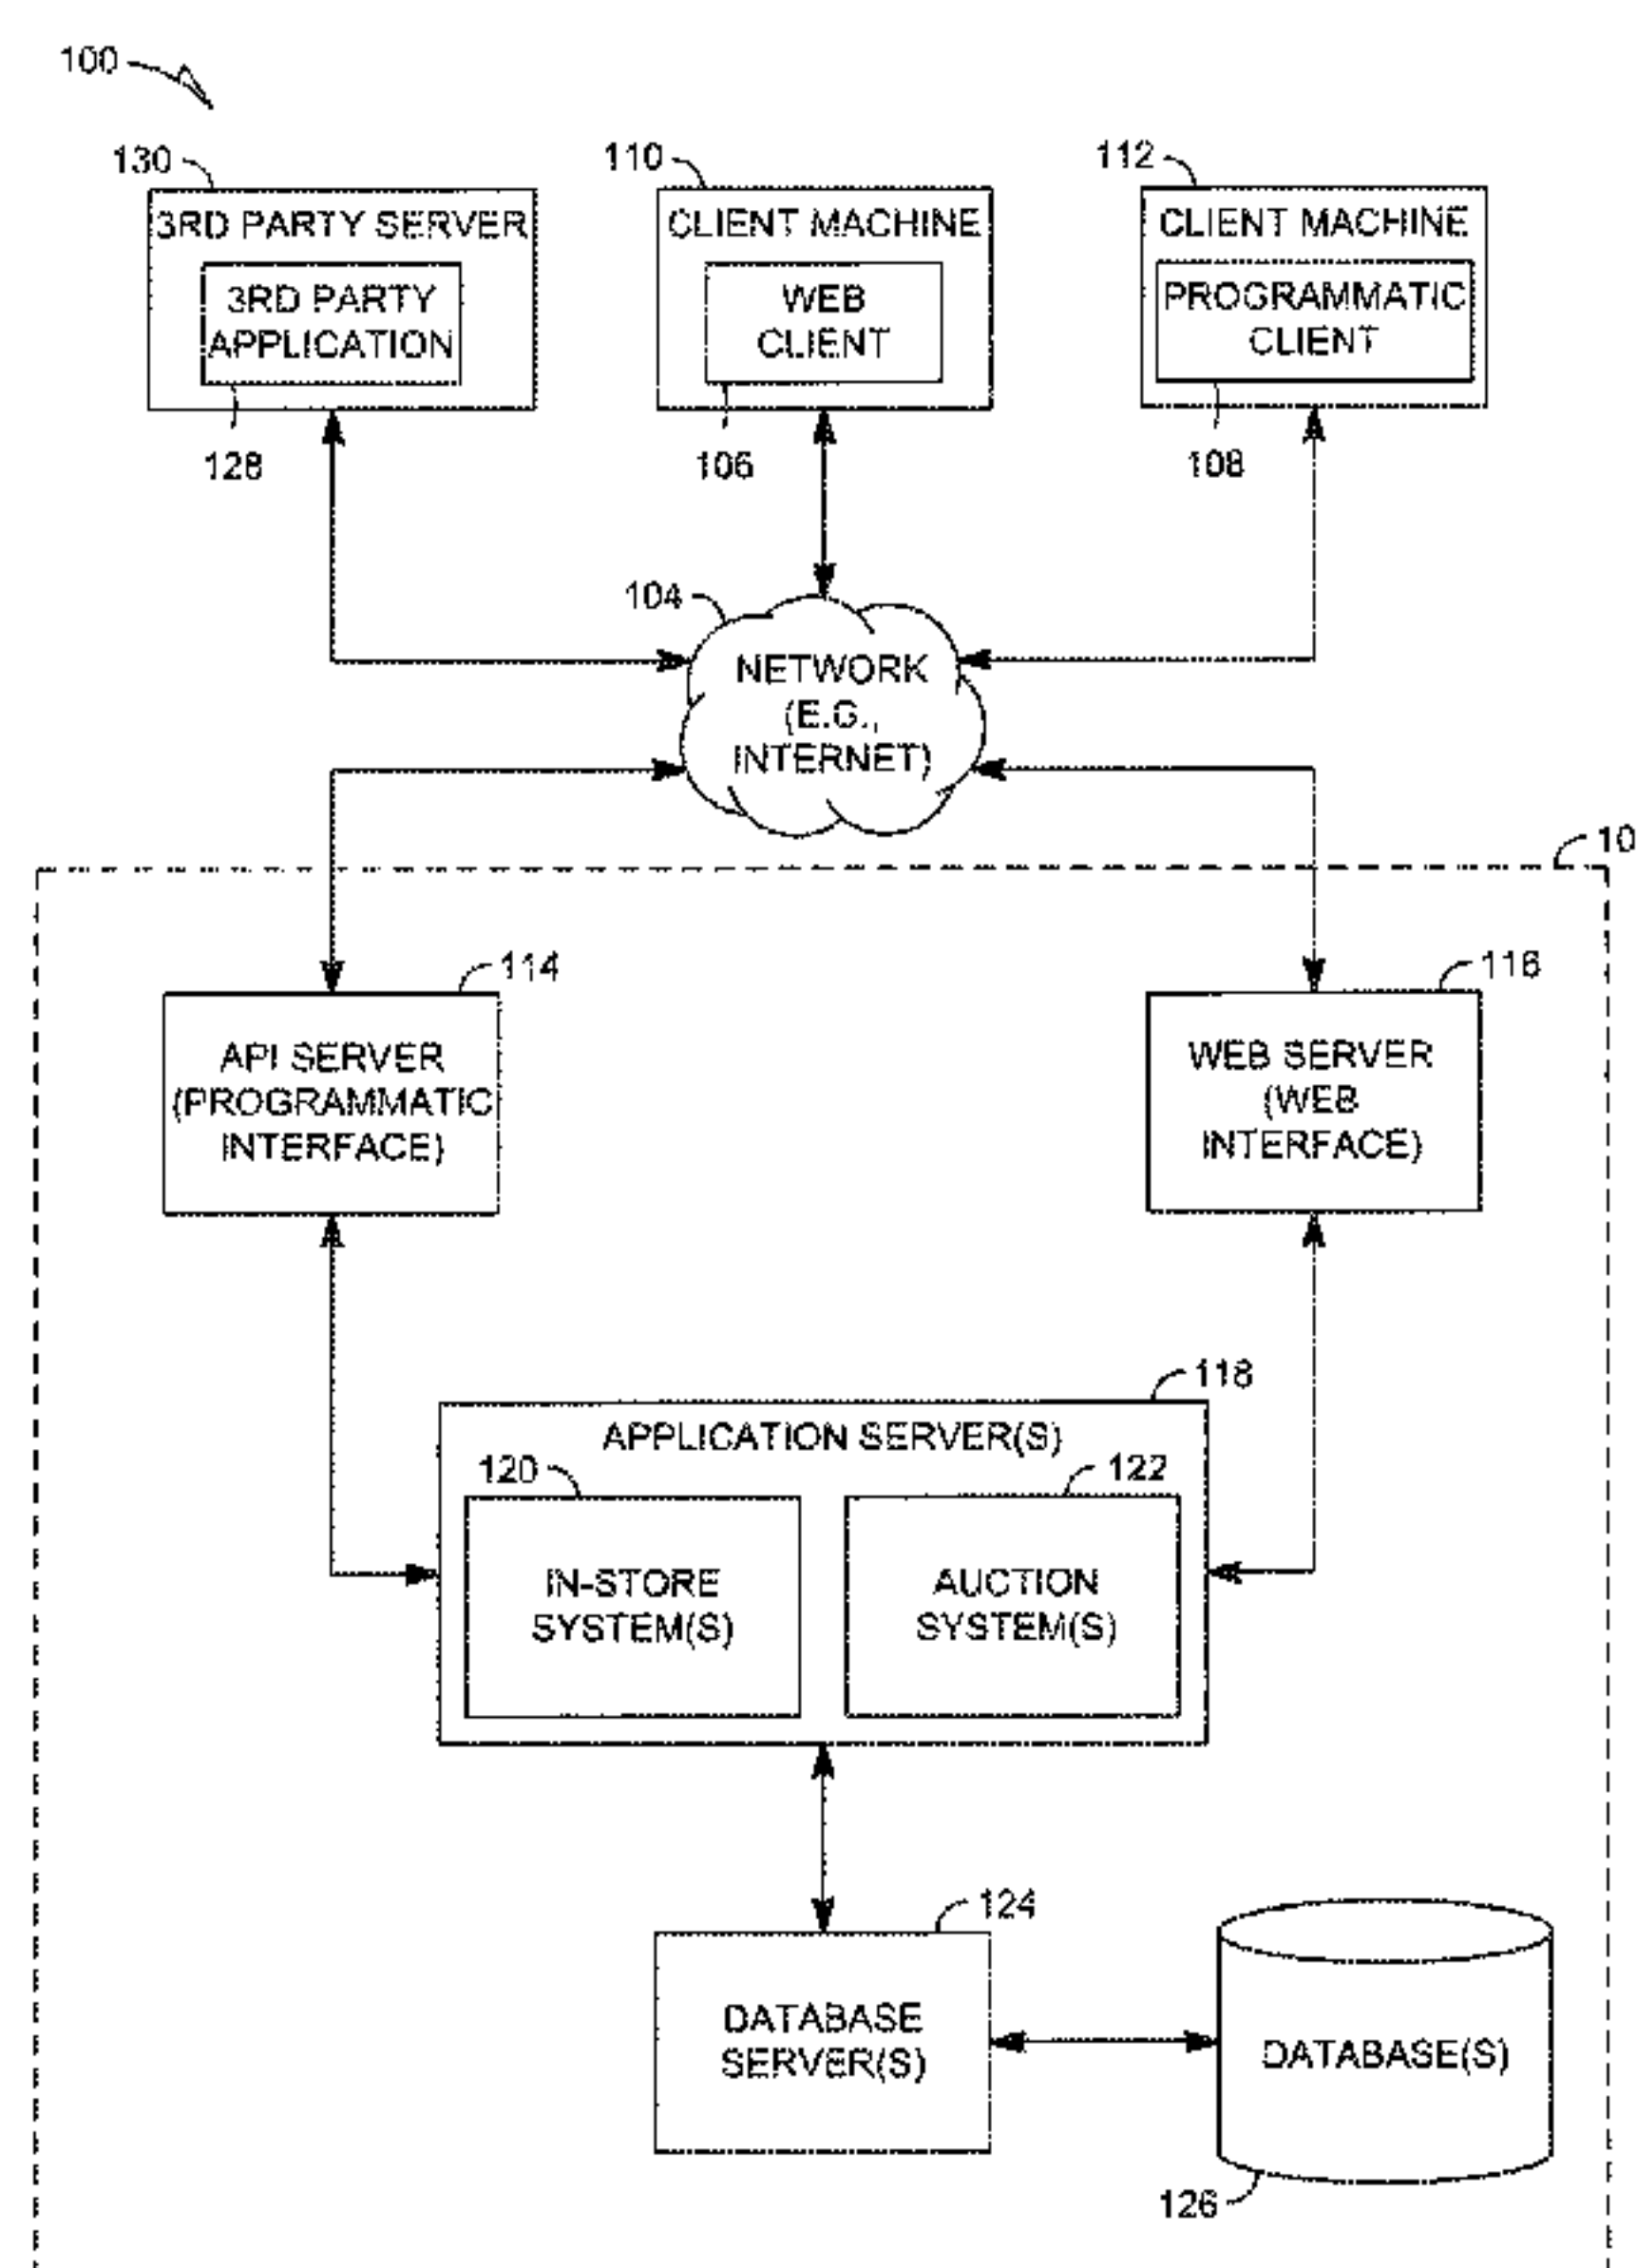 100
130
110
112
3RD PARTY SERVER
CLIENT MACHINE
CLIENT MACHINE
3RD PARTY
APPLICATION
WEB
CLIENT
PROGRAMMATIC
CLIENT
128
106
108
104
NETWORK
(E.G.,
INTERNET)
10
114
116
API SERVER
(PROGRAMMATIC
INTERFACE)
WEB SERVER
(WEB
INTERFACE)
118
APPLICATION SERVER(S)
120
122
IN-STORE
SYSTEM(S)
AUCTION
SYSTEM(S)
124
DATABASE
SERVER(S)
DATABASE(S)
126